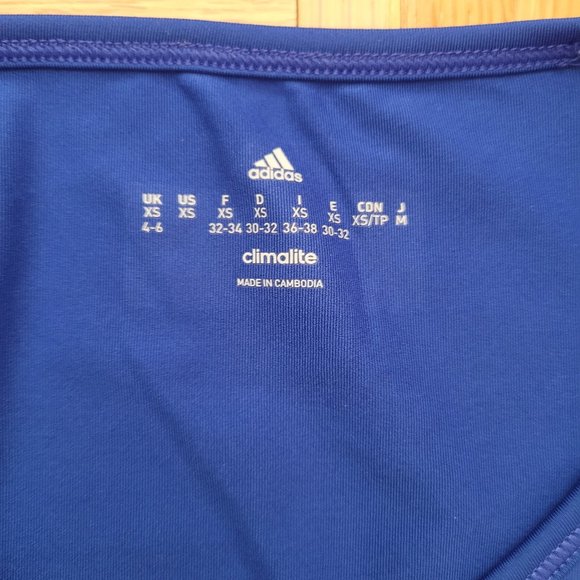 adidas
UK US F D I E CDN J
XS XS XS XS XS XS XS/TP M
4-6 32-34 30-32 36-38 30-32
climalite
MADE IN CAMBODIA